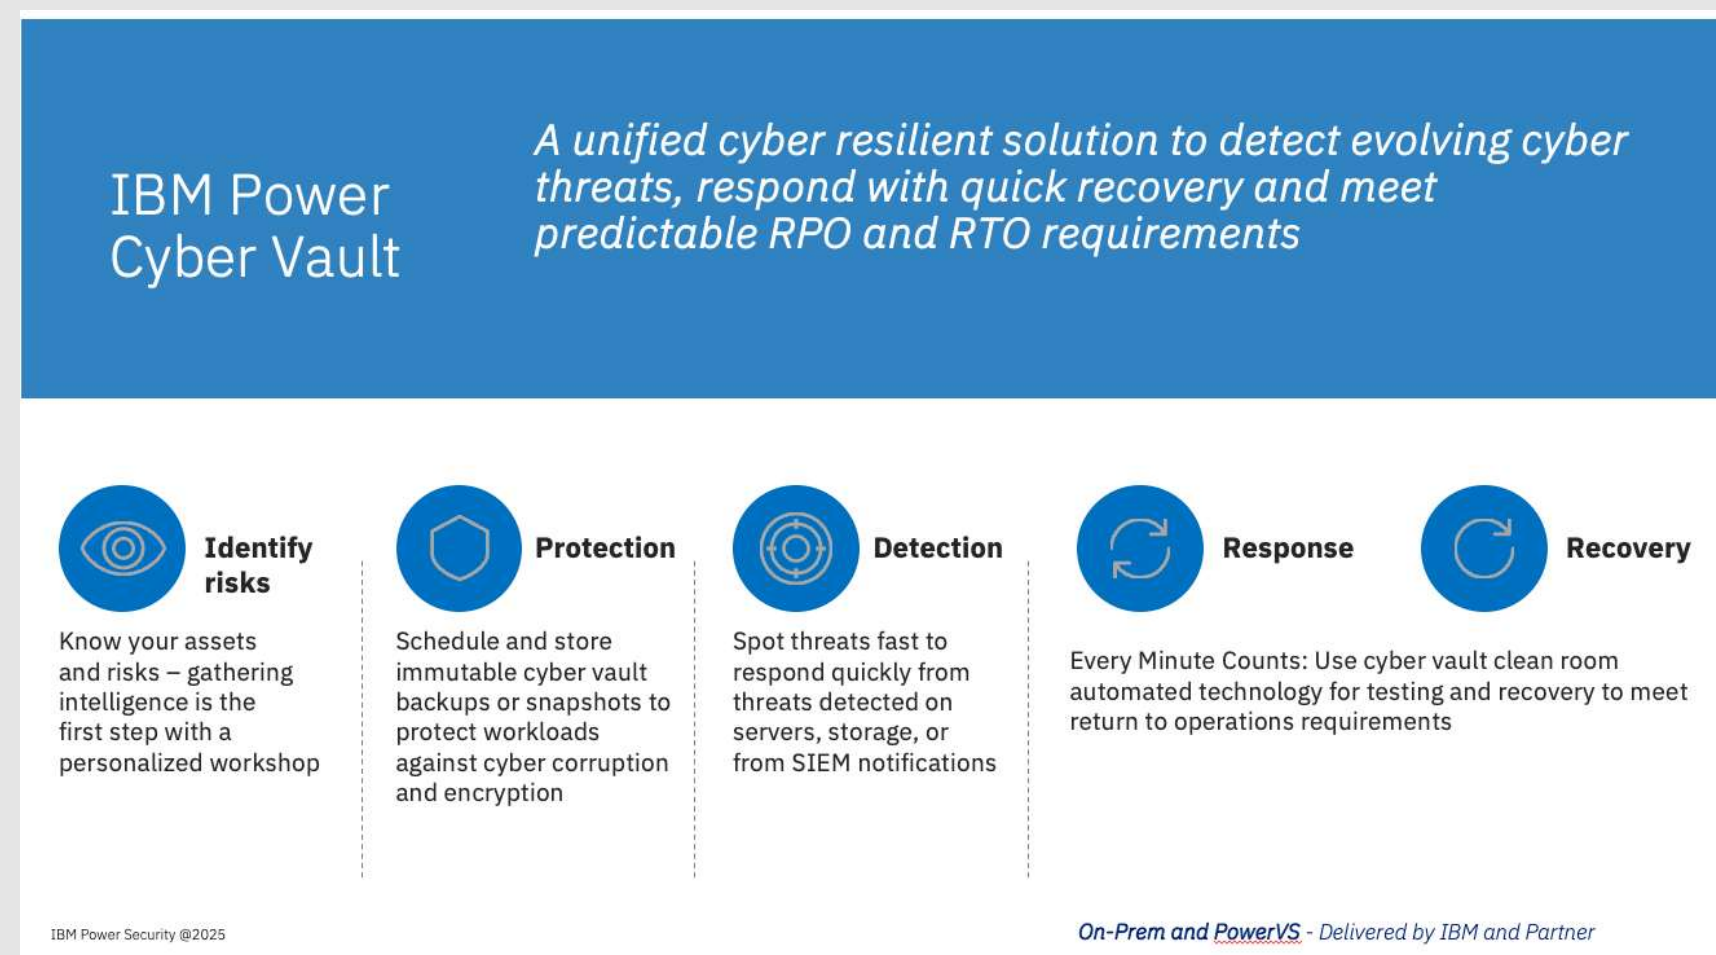 IBM Power
Cyber Vault
A unified cyber resilient solution to detect evolving cyber
threats, respond with quick recovery and meet
predictable RPO and RTO requirements
Identify
risks
Know your assets
and risks – gathering
intelligence is the
first step with a
personalized workshop
Protection
Schedule and store
immutable cyber vault
backups or snapshots to
protect workloads
against cyber corruption
and encryption
Detection
Spot threats fast to
respond quickly from
threats detected on
servers, storage, or
from SIEM notifications
Response
Recovery
Every Minute Counts: Use cyber vault clean room
automated technology for testing and recovery to meet
return to operations requirements
IBM Power Security @2025
On-Prem and PowerVS - Delivered by IBM and Partner